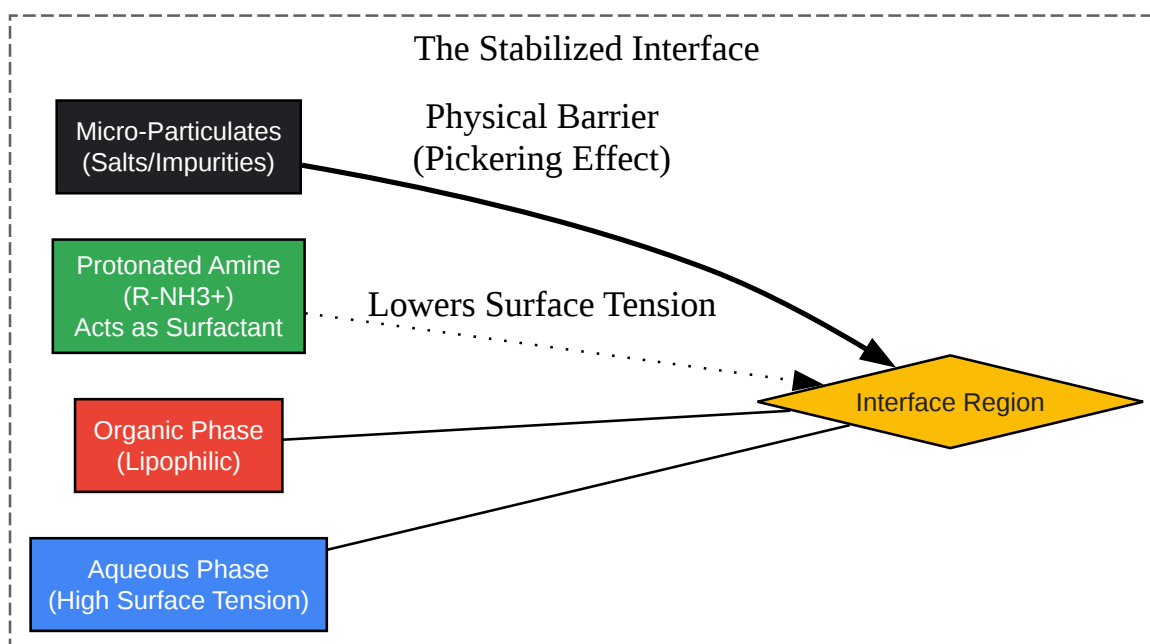 The Stabilized Interface
Micro-Particulates
(Salts/Impurities)
Physical Barrier
(Pickering Effect)
Protonated Amine
(R-NH3+)
Acts as Surfactant
Lowers Surface Tension
Organic Phase
(Lipophilic)
Interface Region
Aqueous Phase
(High Surface Tension)